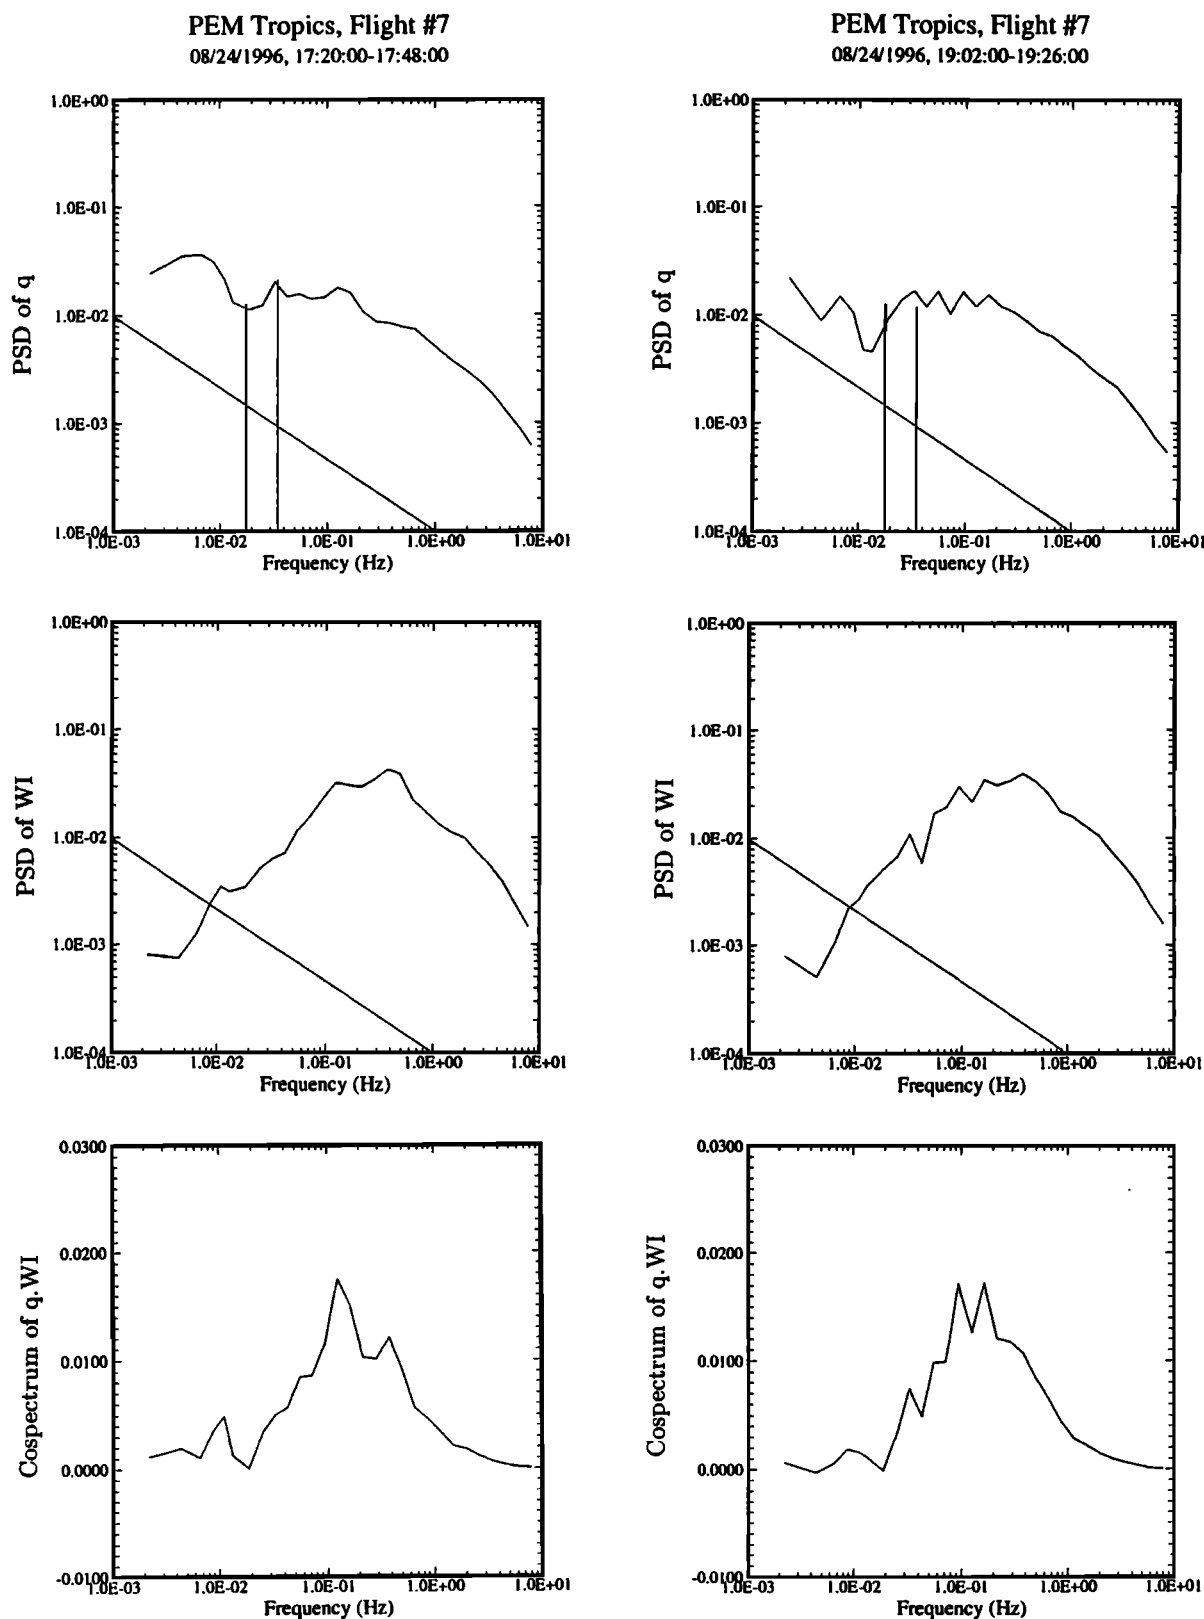 PEM Tropics, Flight #7
08/24/1996, 17:20:00-17:48:00
1.0E+00
1.0E-01
1.0E-02
1.0E-03
1.0E-04
PSD of q
1.0E-03 1.0E-02 1.0E-01 1.0E+00 1.0E+01
Frequency (Hz)
PEM Tropics, Flight #7
08/24/1996, 19:02:00-19:26:00
1.0E+00
1.0E-01
1.0E-02
1.0E-03
1.0E-04
PSD of q
1.0E-03 1.0E-02 1.0E-01 1.0E+00 1.0E+01
Frequency (Hz)
1.0E+00
1.0E-01
1.0E-02
1.0E-03
1.0E-04
PSD of WI
1.0E-03 1.0E-02 1.0E-01 1.0E+00 1.0E+01
Frequency (Hz)
1.0E+00
1.0E-01
1.0E-02
1.0E-03
1.0E-04
PSD of WI
1.0E-03 1.0E-02 1.0E-01 1.0E+00 1.0E+01
Frequency (Hz)
0.0300
0.0200
0.0100
0.0000
-0.0100
Cospectrum of q.WI
1.0E-03 1.0E-02 1.0E-01 1.0E+00 1.0E+01
Frequency (Hz)
0.0300
0.0200
0.0100
0.0000
-0.0100
Cospectrum of q.WI
1.0E-03 1.0E-02 1.0E-01 1.0E+00 1.0E+01
Frequency (Hz)